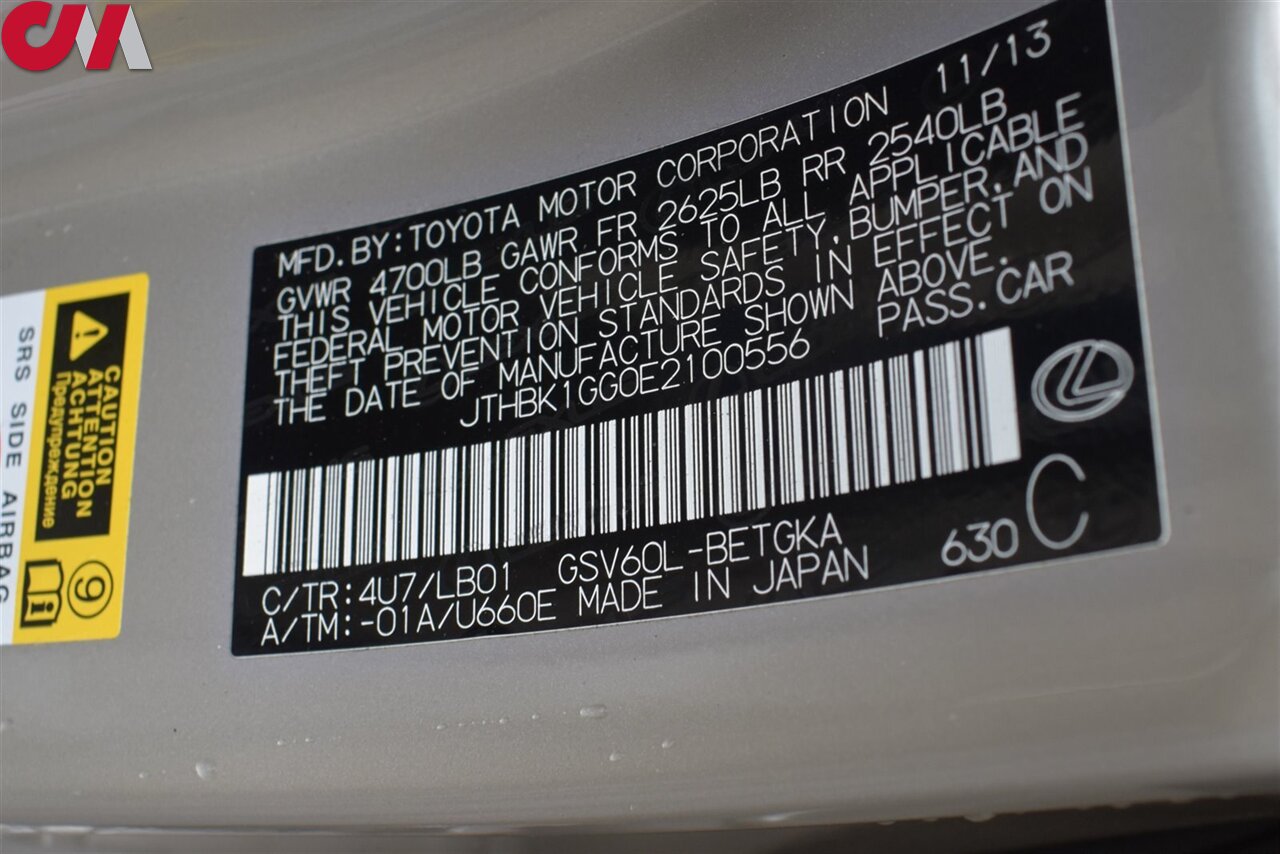 CM
MFD.BY:TOYOTA MOTOR CORPORATION 11/13
GVWR 4700LB GAWR FR 2625LB RR 2540LB
THIS VEHICLE CONFORMS TO ALL APPLICABLE
FEDERAL MOTOR VEHICLE SAFETY,BUMPER,AND
THEFT PREVENTION STANDARDS IN EFFECT ON
THE DATE OF MANUFACTURE SHOWN ABOVE.
JTHBK1GG0E2100556 PASS.CAR
C/TR:4U7/LB01 GSV60L-BETGKA 630 C
A/TM:-01A/U660E MADE IN JAPAN
CAUTION
ATTENTION
ACHTUNG
Предупреждение
9
SRS SIDE AIRBAG